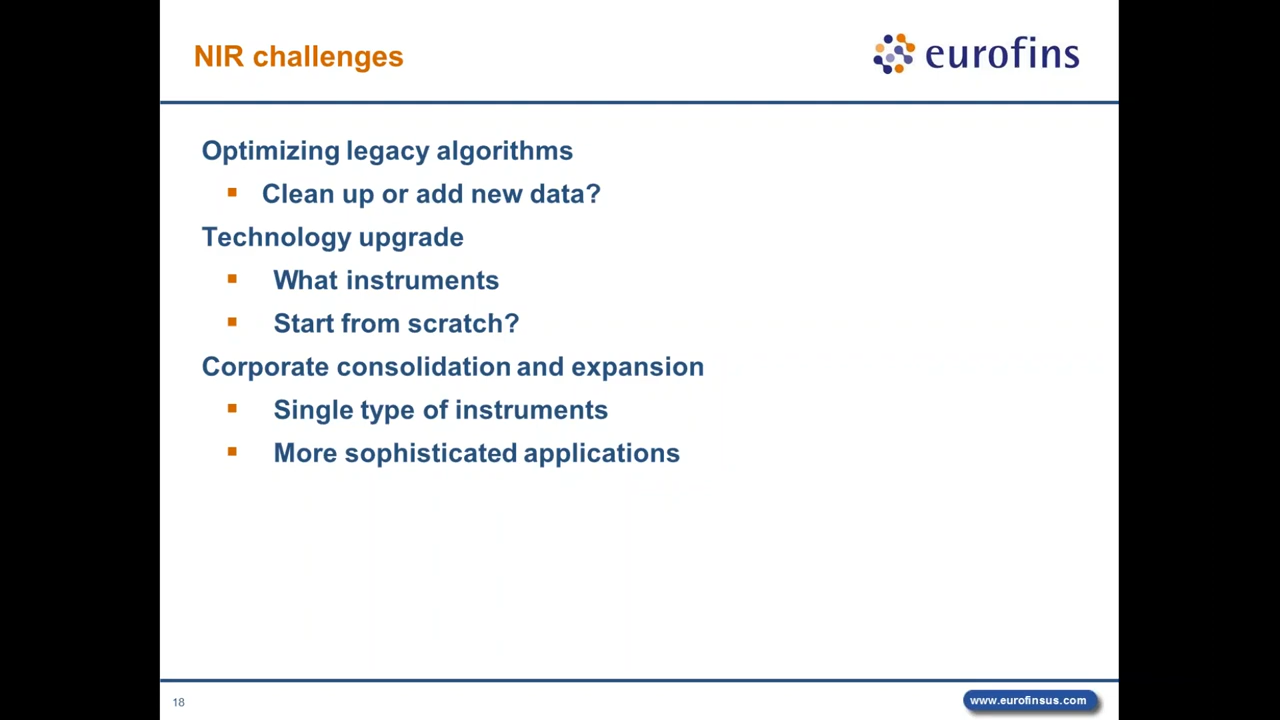 NIR challenges
eurofins
Optimizing legacy algorithms
▪ Clean up or add new data?
Technology upgrade
▪ What instruments
▪ Start from scratch?
Corporate consolidation and expansion
▪ Single type of instruments
▪ More sophisticated applications
18
www.eurofinsus.com